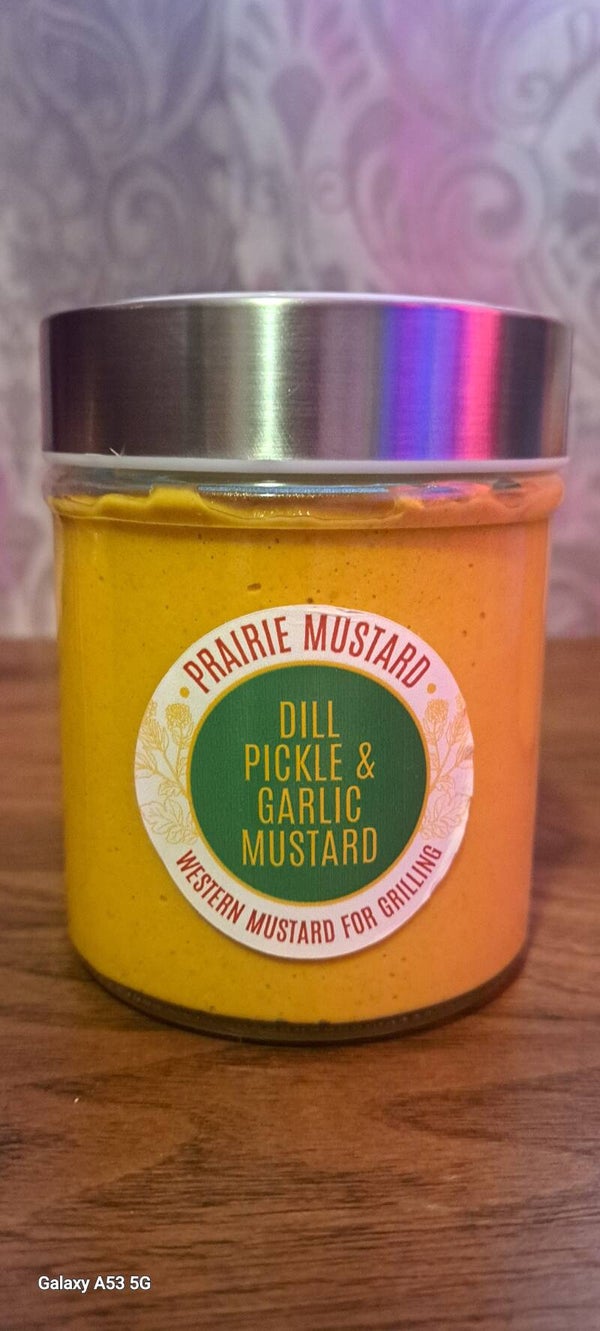 PRAIRIE MUSTARD
DILL
PICKLE &
GARLIC
MUSTARD
WESTERN MUSTARD FOR GRILLING
Galaxy A53 5G